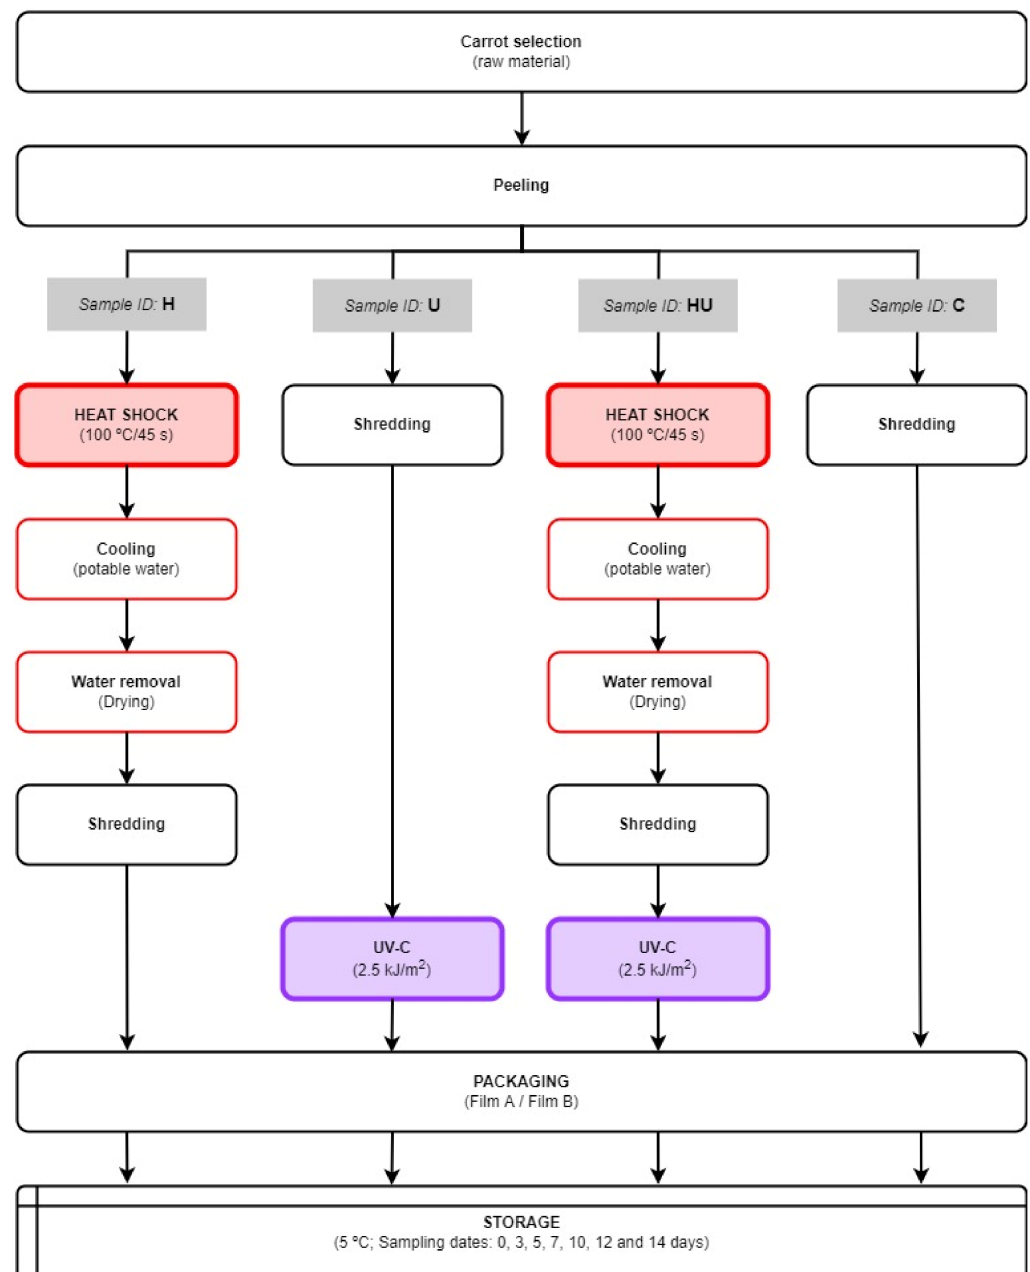 Carrot selection
(raw material)
Peeling
Sample ID: H
Sample ID: U
Sample ID: HU
Sample ID: C
HEAT SHOCK
(100 ºC/45 s)
Shredding
HEAT SHOCK
(100 ºC/45 s)
Shredding
Cooling
(potable water)
Cooling
(potable water)
Water removal
(Drying)
Water removal
(Drying)
Shredding
Shredding
UV-C
(2.5 kJ/m²)
UV-C
(2.5 kJ/m²)
PACKAGING
(Film A / Film B)
STORAGE
(5 ºC; Sampling dates: 0, 3, 5, 7, 10, 12 and 14 days)